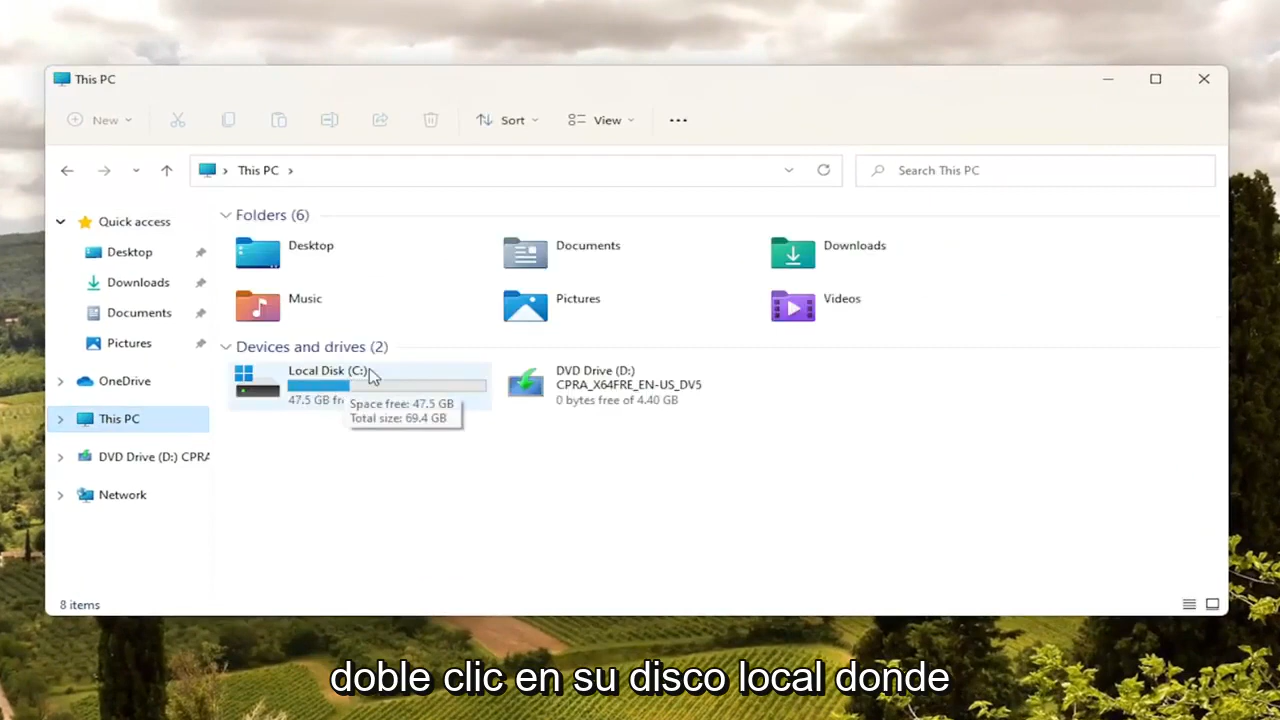 This PC
New
Sort
View
This PC
Search This PC
Quick access
Desktop
Downloads
Documents
Pictures
OneDrive
This PC
DVD Drive (D:) CPRA
Network
Folders (6)
Desktop
Documents
Downloads
Music
Pictures
Videos
Devices and drives (2)
Local Disk (C:)
47.5 GB fre
Space free: 47.5 GB
Total size: 69.4 GB
DVD Drive (D:)
CPRA_X64FRE_EN-US_DV5
0 bytes free of 4.40 GB
8 items
doble clic en su disco local donde